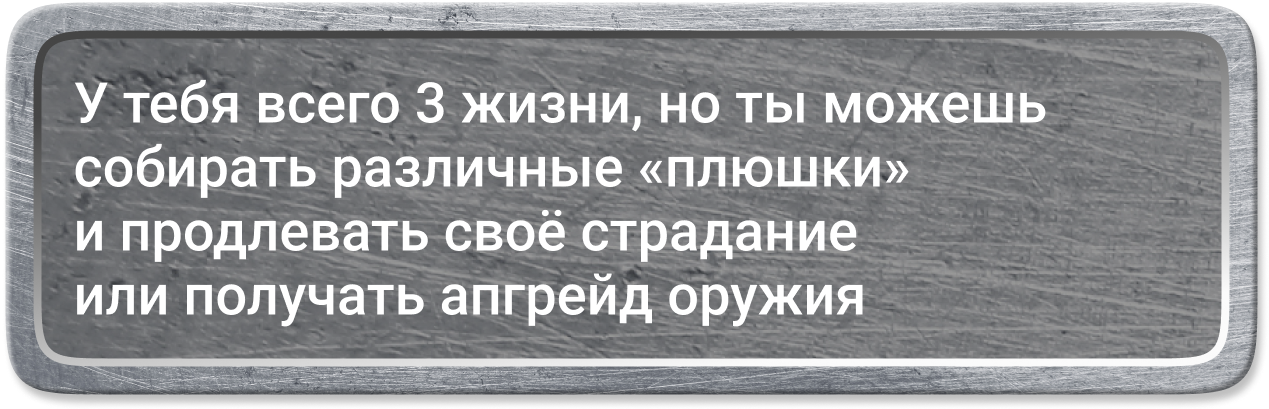 У тебя всего 3 жизни, но ты можешь
собирать различные «плюшки»
и продлевать своё страдание
или получать апгрейд оружия